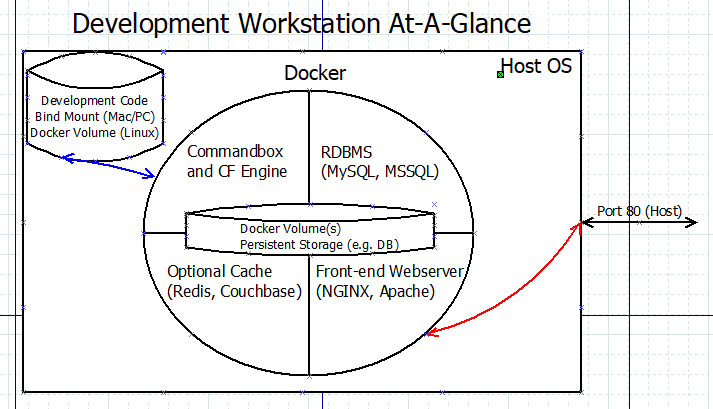 Development Workstation At-A-Glance
Host OS
Docker
Development Code
Bind Mount (Mac/PC)
Docker Volume (Linux)
Commandbox
and CF Engine
RDBMS
(MySQL, MSSQL)
Port 80 (Host)
Docker Volume(s)
Persistent Storage (e.g. DB)
Optional Cache
(Redis, Couchbase)
Front-end Webserver
(NGINX, Apache)